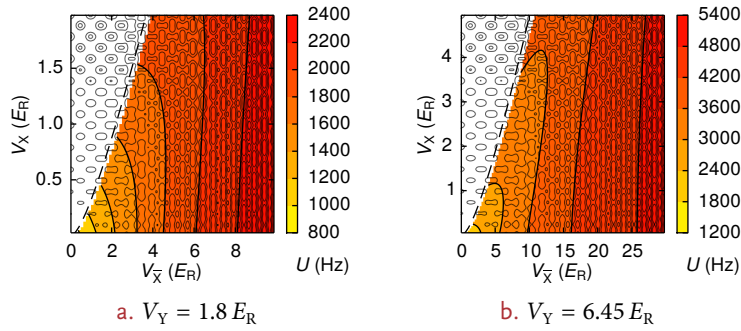 2400
2200
2000
1800
1600
1400
1200
1000
800
U (Hz)
1.5
1.0
0.5
V_X (E_R)
0 2 4 6 8
V_X̅ (E_R)
a. V_Y = 1.8 E_R
5400
4800
4200
3600
3000
2400
1800
1200
U (Hz)
4
3
2
1
V_X (E_R)
0 5 10 15 20 25
V_X̅ (E_R)
b. V_Y = 6.45 E_R